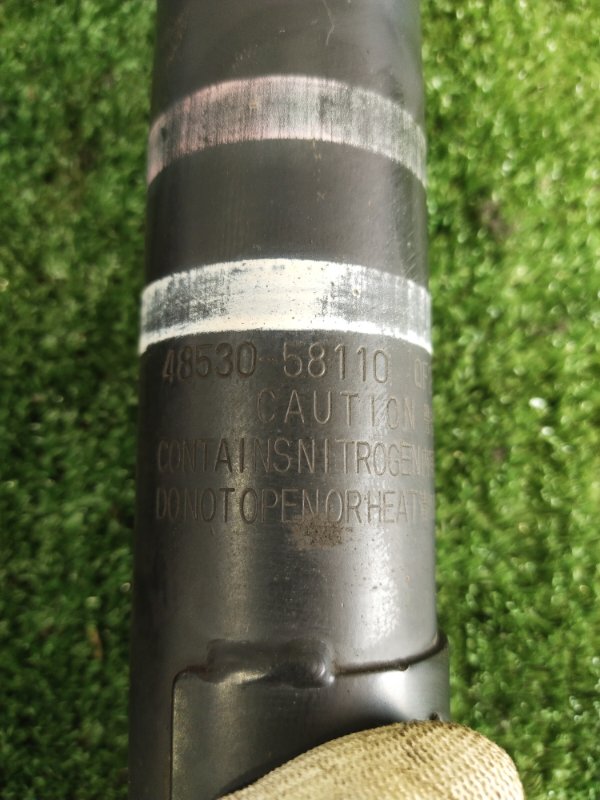 48530-58110
CAUTION
CONTAINSNITROGEN
DONOTOPENORHEAT